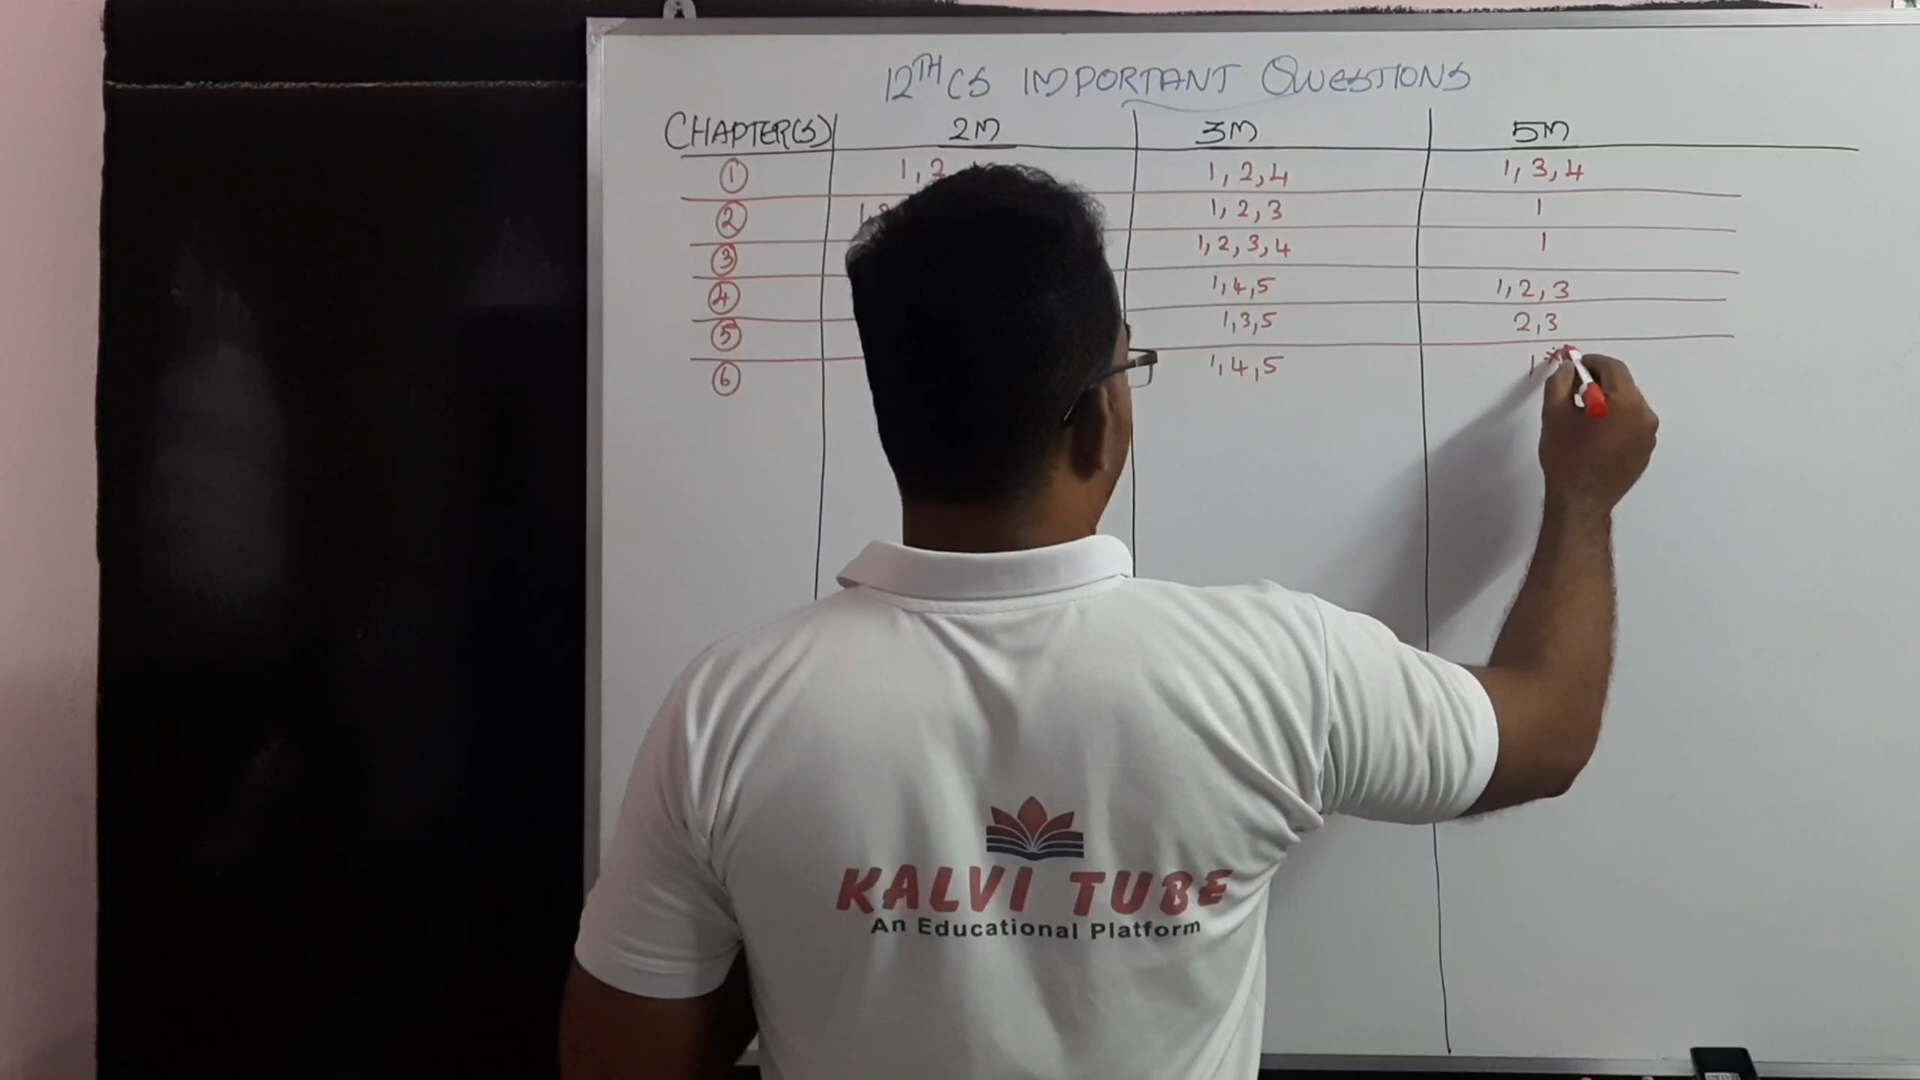 12TH CS IMPORTANT QUESTIONS
CHAPTER(S) 2M 3M 5M
1 1, 2 1, 2, 4 1, 3, 4
2 1, 2, 3 1
3 1, 2, 3, 4 1
4 1, 4, 5 1, 2, 3
5 1, 3, 5 2, 3
6 1, 4, 5 1
KALVI TUBE
An Educational Platform